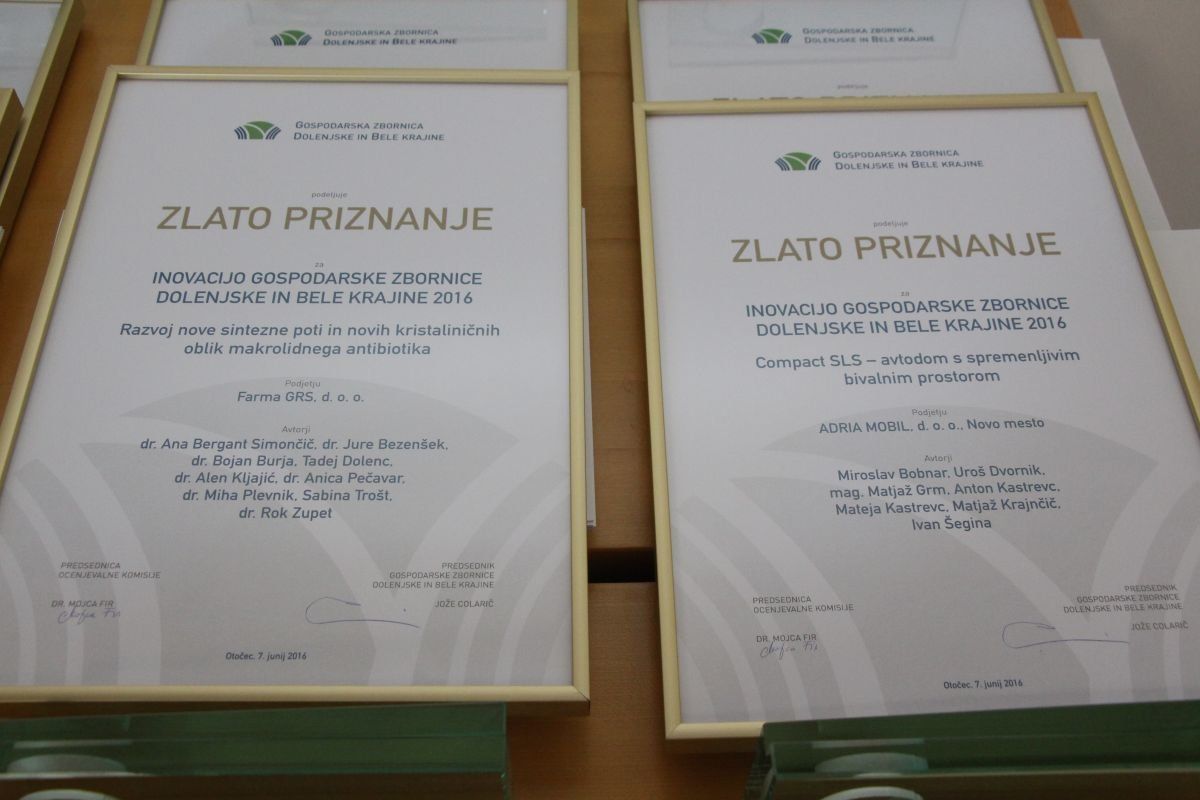 GOSPODARSKA ZBORNICA
DOLENJSKE IN BELE KRAJINE
GOSPODARSKA ZBORNICA
DOLENJSKE IN BELE KRAJINE
podeljuje
ZLATO PRIZNANJE
GOSPODARSKA ZBORNICA
DOLENJSKE IN BELE KRAJINE
podeljuje
ZLATO PRIZNANJE
za
INOVACIJO GOSPODARSKE ZBORNICE
DOLENJSKE IN BELE KRAJINE 2016
Razvoj nove sintezne poti in novih kristaliničnih
oblik makrolidnega antibiotika
Podjetju
Farma GRS, d. o. o.
Avtorji
dr. Ana Bergant Simončič, dr. Jure Bezenšek,
dr. Bojan Burja, Tadej Dolenc,
dr. Alen Kljajić, dr. Anica Pečavar,
dr. Miha Plevnik, Sabina Trošt,
dr. Rok Zupet
PREDSEDNICA
OCENJEVALNE KOMISIJE
DR. MOJCA FIR
PREDSEDNIK
GOSPODARSKE ZBORNICE
DOLENJSKE IN BELE KRAJINE
JOŽE COLARIČ
Otočec, 7. junij 2016
GOSPODARSKA ZBORNICA
DOLENJSKE IN BELE KRAJINE
podeljuje
ZLATO PRIZNANJE
za
INOVACIJO GOSPODARSKE ZBORNICE
DOLENJSKE IN BELE KRAJINE 2016
Compact SLS – avtodom s spremenljivim
bivalnim prostorom
Podjetju
ADRIA MOBIL, d. o. o., Novo mesto
Avtorji
Miroslav Bobnar, Uroš Dvornik,
mag. Matjaž Grm, Anton Kastrevc,
Mateja Kastrevc, Matjaž Krajnčič,
Ivan Šegina
PREDSEDNICA
OCENJEVALNE KOMISIJE
DR. MOJCA FIR
PREDSEDNIK
GOSPODARSKE ZBORNICE
DOLENJSKE IN BELE KRAJINE
JOŽE COLARIČ
Otočec, 7. junij 2016